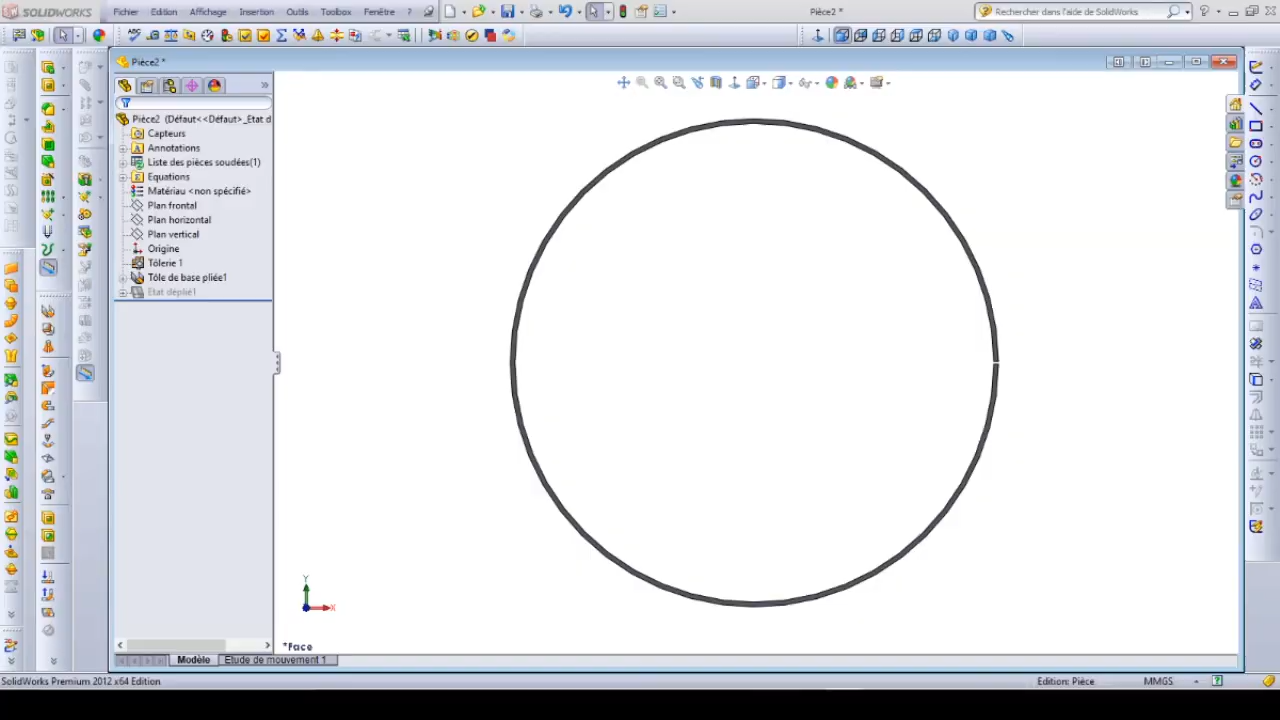 SOLIDWORKS
Fichier Edition Affichage Insertion Outils Toolbox Fenêtre
Pièce2 *
Rechercher dans l'aide de SolidWorks
Pièce2 *
Pièce2 (Défaut<<Défaut>_Etat d
Capteurs
Annotations
Liste des pièces soudées(1)
Equations
Matériau <non spécifié>
Plan frontal
Plan horizontal
Plan vertical
Origine
Tôlerie 1
Tôle de base pliée1
Etat déplié1
Y
X
*Face
Modèle Etude de mouvement 1
SolidWorks Premium 2012 x64 Edition
Edition: Pièce
MMGS